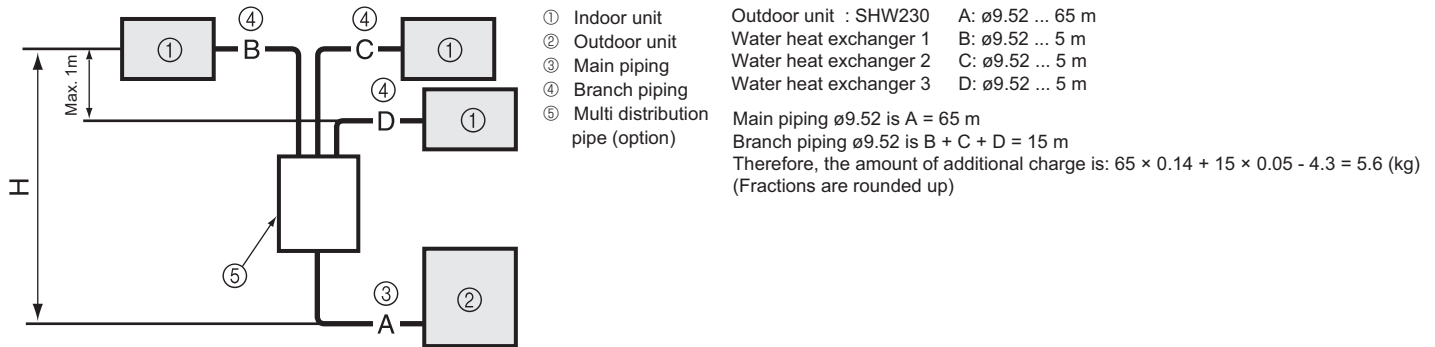 ④
④
①
B
C
①
Max. 1m
④
D
①
H
⑤
③
A
②
① Indoor unit
② Outdoor unit
③ Main piping
④ Branch piping
⑤ Multi distribution
pipe (option)
Outdoor unit : SHW230 A: ø9.52 ... 65 m
Water heat exchanger 1 B: ø9.52 ... 5 m
Water heat exchanger 2 C: ø9.52 ... 5 m
Water heat exchanger 3 D: ø9.52 ... 5 m
Main piping ø9.52 is A = 65 m
Branch piping ø9.52 is B + C + D = 15 m
Therefore, the amount of additional charge is: 65 × 0.14 + 15 × 0.05 - 4.3 = 5.6 (kg)
(Fractions are rounded up)